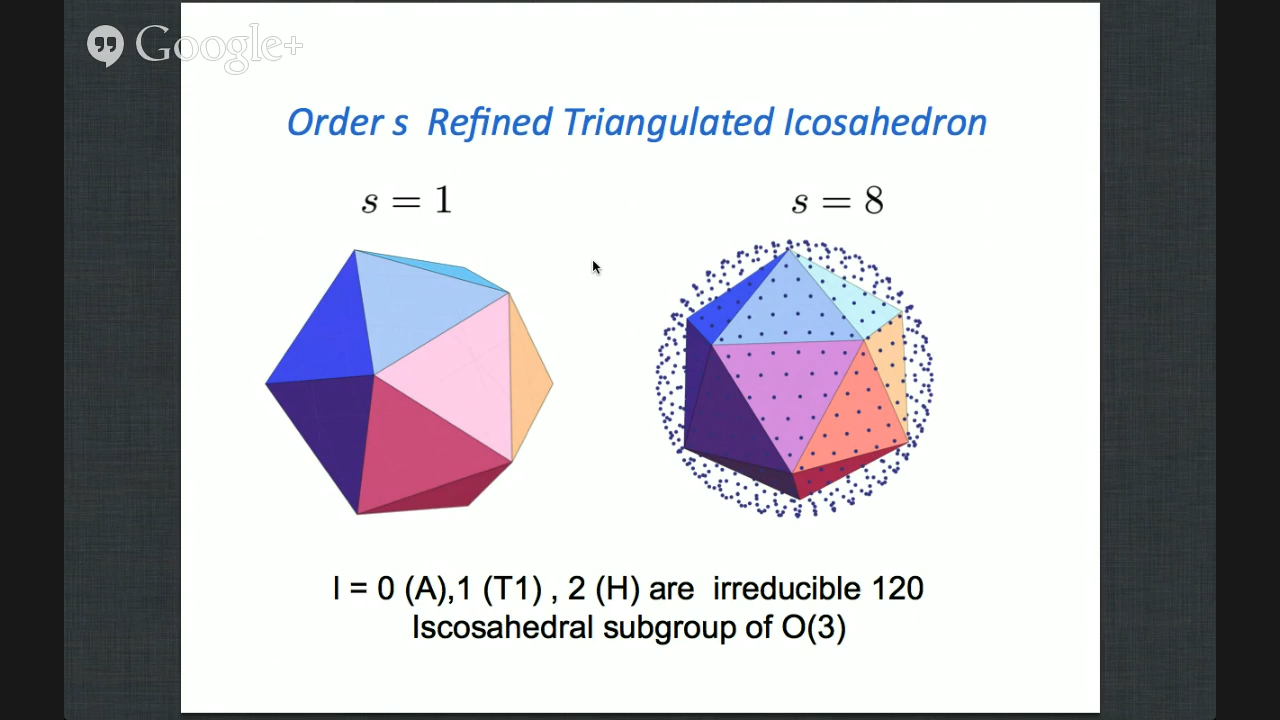 Google+
Order s Refined Triangulated Icosahedron
s = 1
s = 8
l = 0 (A),1 (T1) , 2 (H) are irreducible 120
Iscosahedral subgroup of O(3)